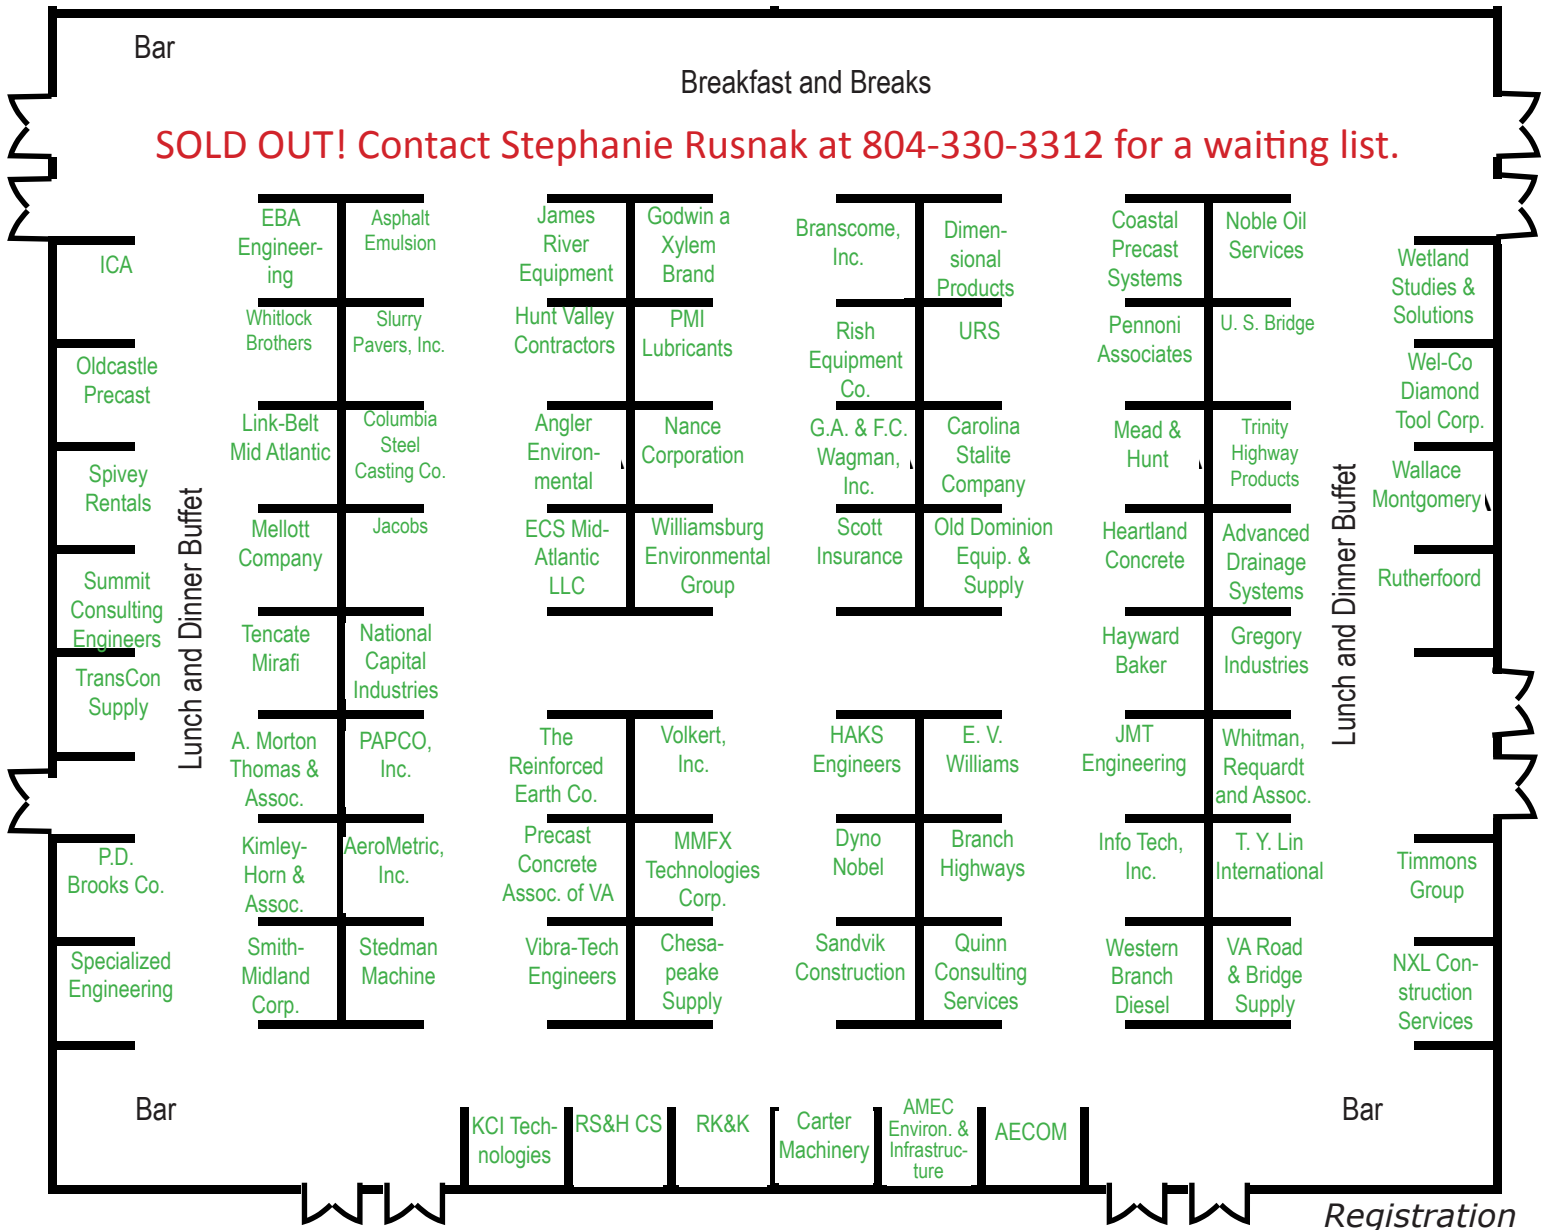 Bar
Breakfast and Breaks
SOLD OUT! Contact Stephanie Rusnak at 804-330-3312 for a waiting list.
ICA
Oldcastle
Precast
Spivey
Rentals
Summit
Consulting
Engineers
TransCon
Supply
P.D.
Brooks Co.
Specialized
Engineering
Lunch and Dinner Buffet
EBA
Engineer-
ing
Asphalt
Emulsion
Whitlock
Brothers
Slurry
Pavers, Inc.
Link-Belt
Mid Atlantic
Columbia
Steel
Casting Co.
Mellott
Company
Jacobs
Tencate
Mirafi
National
Capital
Industries
A. Morton
Thomas &
Assoc.
PAPCO,
Inc.
Kimley-
Horn &
Assoc.
AeroMetric,
Inc.
Smith-
Midland
Corp.
Stedman
Machine
James
River
Equipment
Godwin a
Xylem
Brand
Hunt Valley
Contractors
PMI
Lubricants
Angler
Environ-
mental
Nance
Corporation
ECS Mid-
Atlantic
LLC
Williamsburg
Environmental
Group
The
Reinforced
Earth Co.
Volkert,
Inc.
Precast
Concrete
Assoc. of VA
MMFX
Technologies
Corp.
Vibra-Tech
Engineers
Chesa-
peake
Supply
Branscome,
Inc.
Dimen-
sional
Products
Rish
Equipment
Co.
URS
G.A. & F.C.
Wagman,
Inc.
Carolina
Stalite
Company
Scott
Insurance
Old Dominion
Equip. &
Supply
HAKS
Engineers
E. V.
Williams
Dyno
Nobel
Branch
Highways
Sandvik
Construction
Quinn
Consulting
Services
Coastal
Precast
Systems
Noble Oil
Services
Pennoni
Associates
U. S. Bridge
Mead &
Hunt
Trinity
Highway
Products
Heartland
Concrete
Advanced
Drainage
Systems
Hayward
Baker
Gregory
Industries
JMT
Engineering
Whitman,
Requardt
and Assoc.
Info Tech,
Inc.
T. Y. Lin
International
Western
Branch
Diesel
VA Road
& Bridge
Supply
Lunch and Dinner Buffet
Wetland
Studies &
Solutions
Wel-Co
Diamond
Tool Corp.
Wallace
Montgomery
Rutherfoord
Timmons
Group
NXL Con-
struction
Services
Bar
KCI Tech-
nologies
RS&H CS
RK&K
Carter
Machinery
AMEC
Environ. &
Infrastruc-
ture
AECOM
Bar
Registration